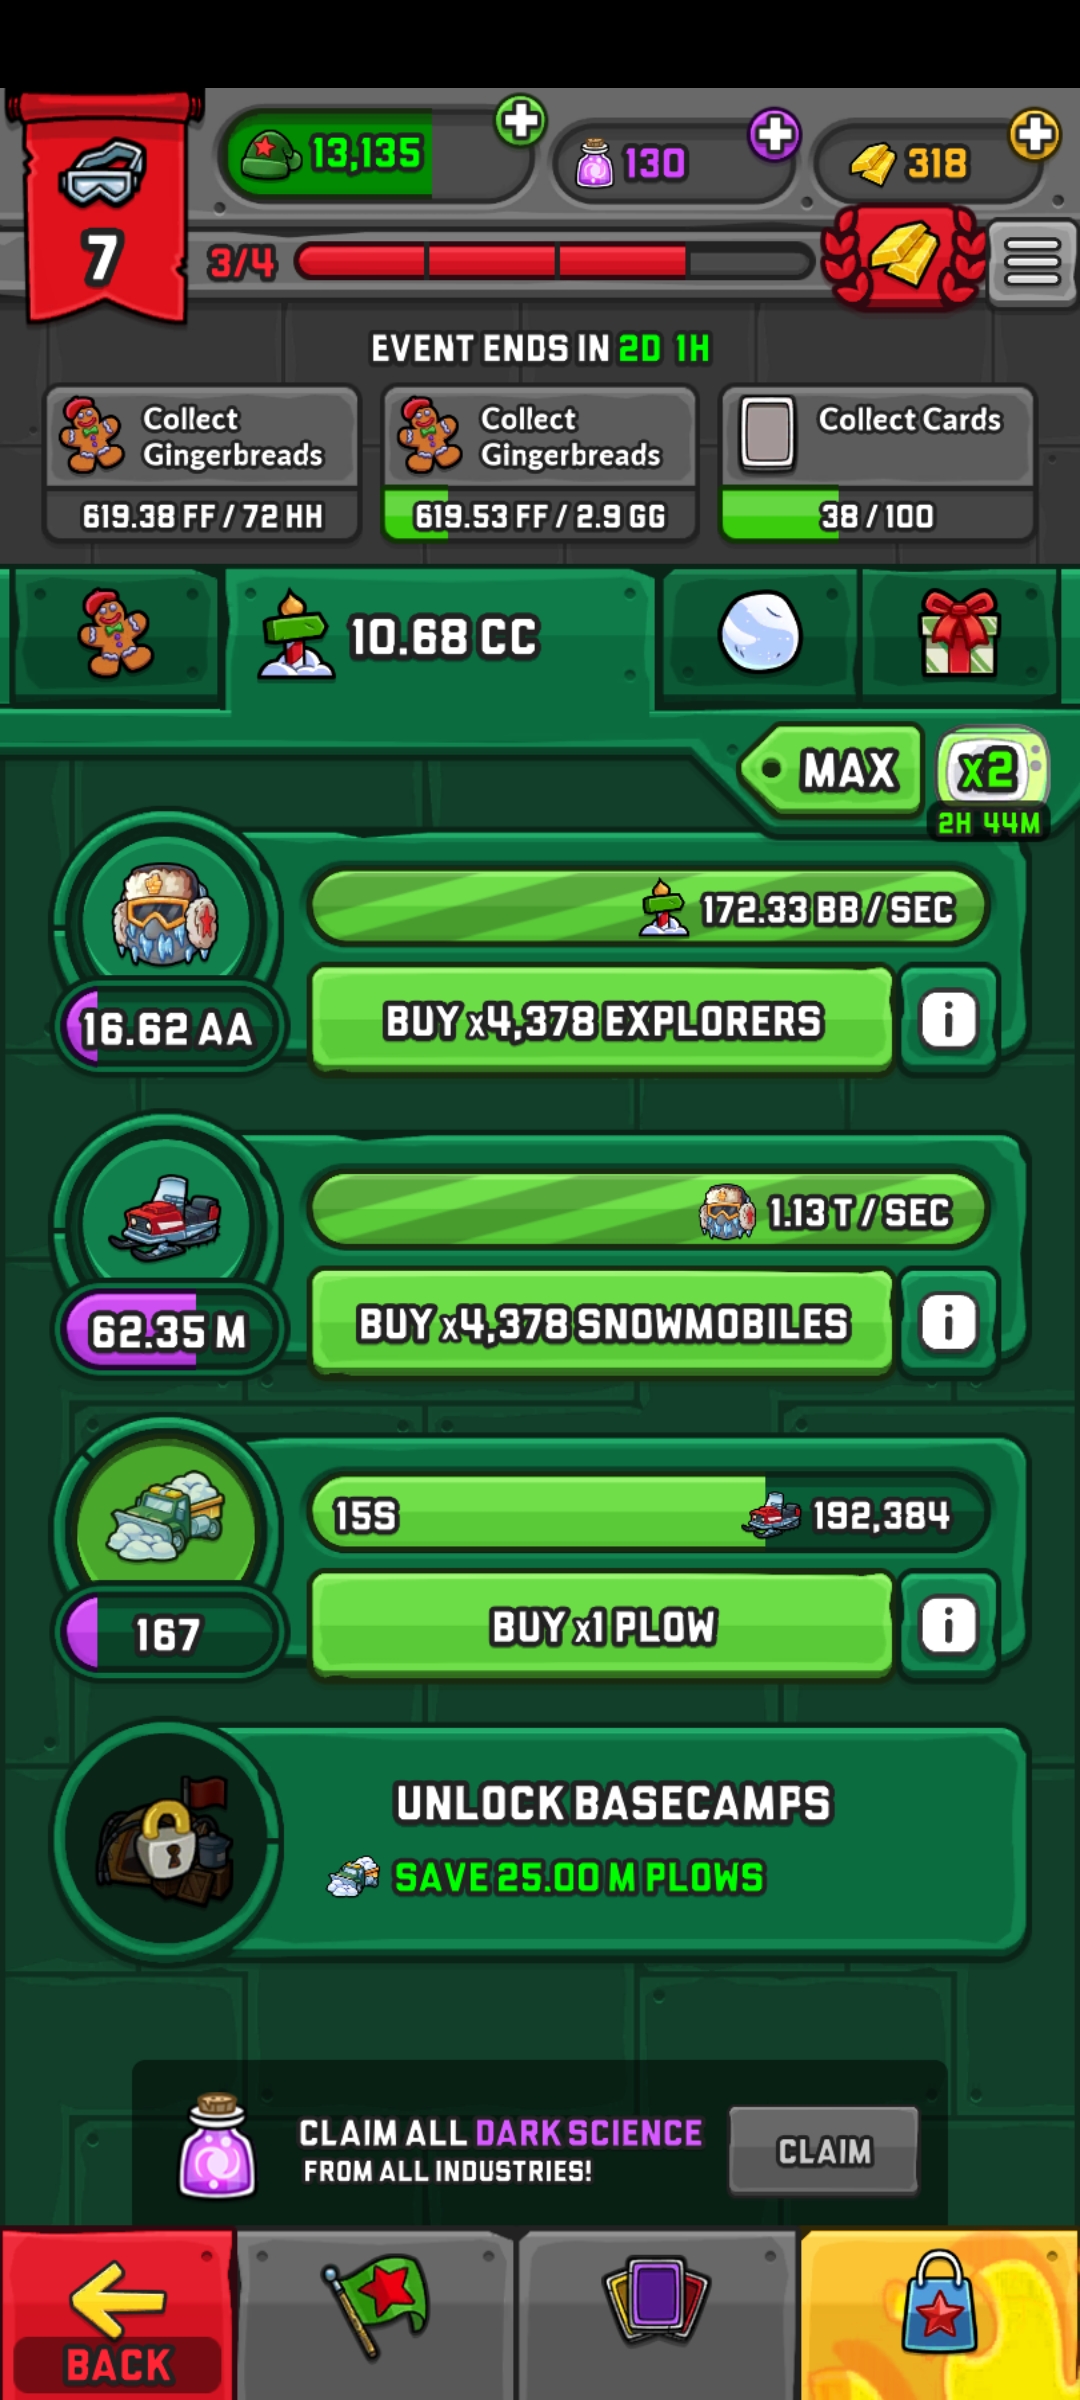 13,135
130
318
7
3/4
EVENT ENDS IN 2D 1H
Collect
Gingerbreads
619.38 FF / 72 HH
Collect
Gingerbreads
619.53 FF / 2.9 GG
Collect Cards
38 / 100
10.68 CC
MAX
x2
2H 44M
172.33 BB / SEC
16.62 AA
BUY x4,378 EXPLORERS
i
1.13 T / SEC
62.35 M
BUY x4,378 SNOWMOBILES
i
15S
192,384
167
BUY x1 PLOW
i
UNLOCK BASECAMPS
SAVE 25.00 M PLOWS
CLAIM ALL DARK SCIENCE
FROM ALL INDUSTRIES!
CLAIM
BACK